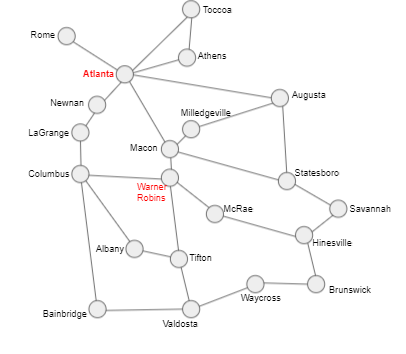 Toccoa
Rome
Athens
Atlanta
Augusta
Newnan
Milledgeville
LaGrange
Macon
Columbus
Statesboro
Warner
Robins
McRae
Savannah
Hinesville
Albany
Tifton
Brunswick
Waycross
Bainbridge
Valdosta